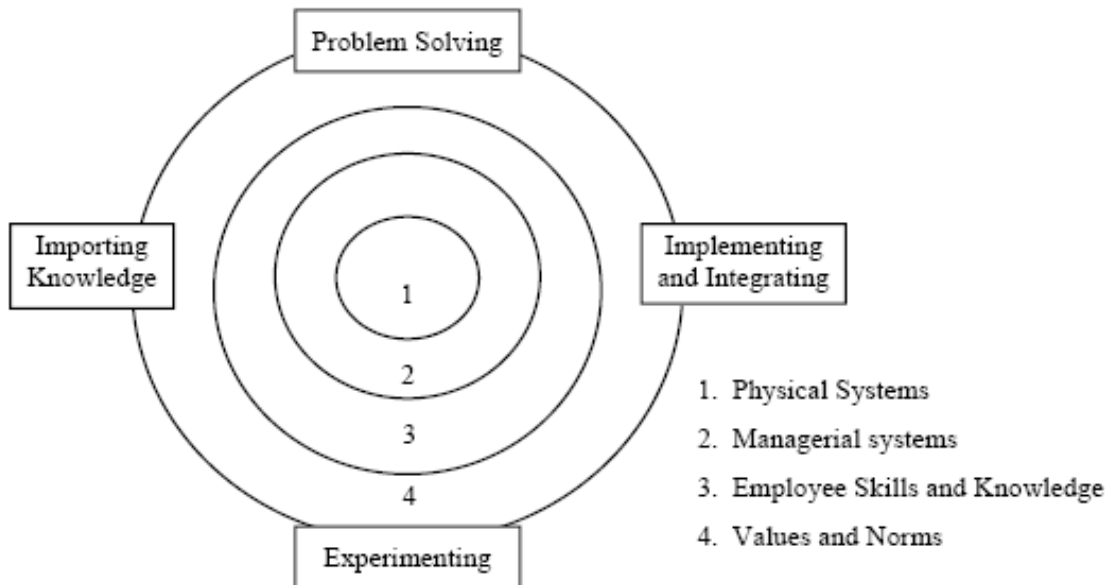 Problem Solving
Importing
Knowledge
Implementing
and Integrating
1
2
3
4
Experimenting
1. Physical Systems
2. Managerial systems
3. Employee Skills and Knowledge
4. Values and Norms